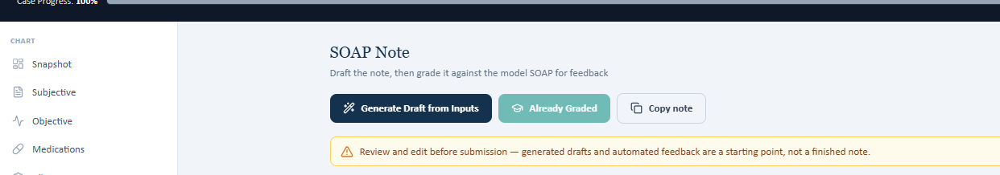 Case Progress: 100%
CHART
Snapshot
Subjective
Objective
Medications
SOAP Note
Draft the note, then grade it against the model SOAP for feedback
Generate Draft from Inputs
Already Graded
Copy note
Review and edit before submission — generated drafts and automated feedback are a starting point, not a finished note.